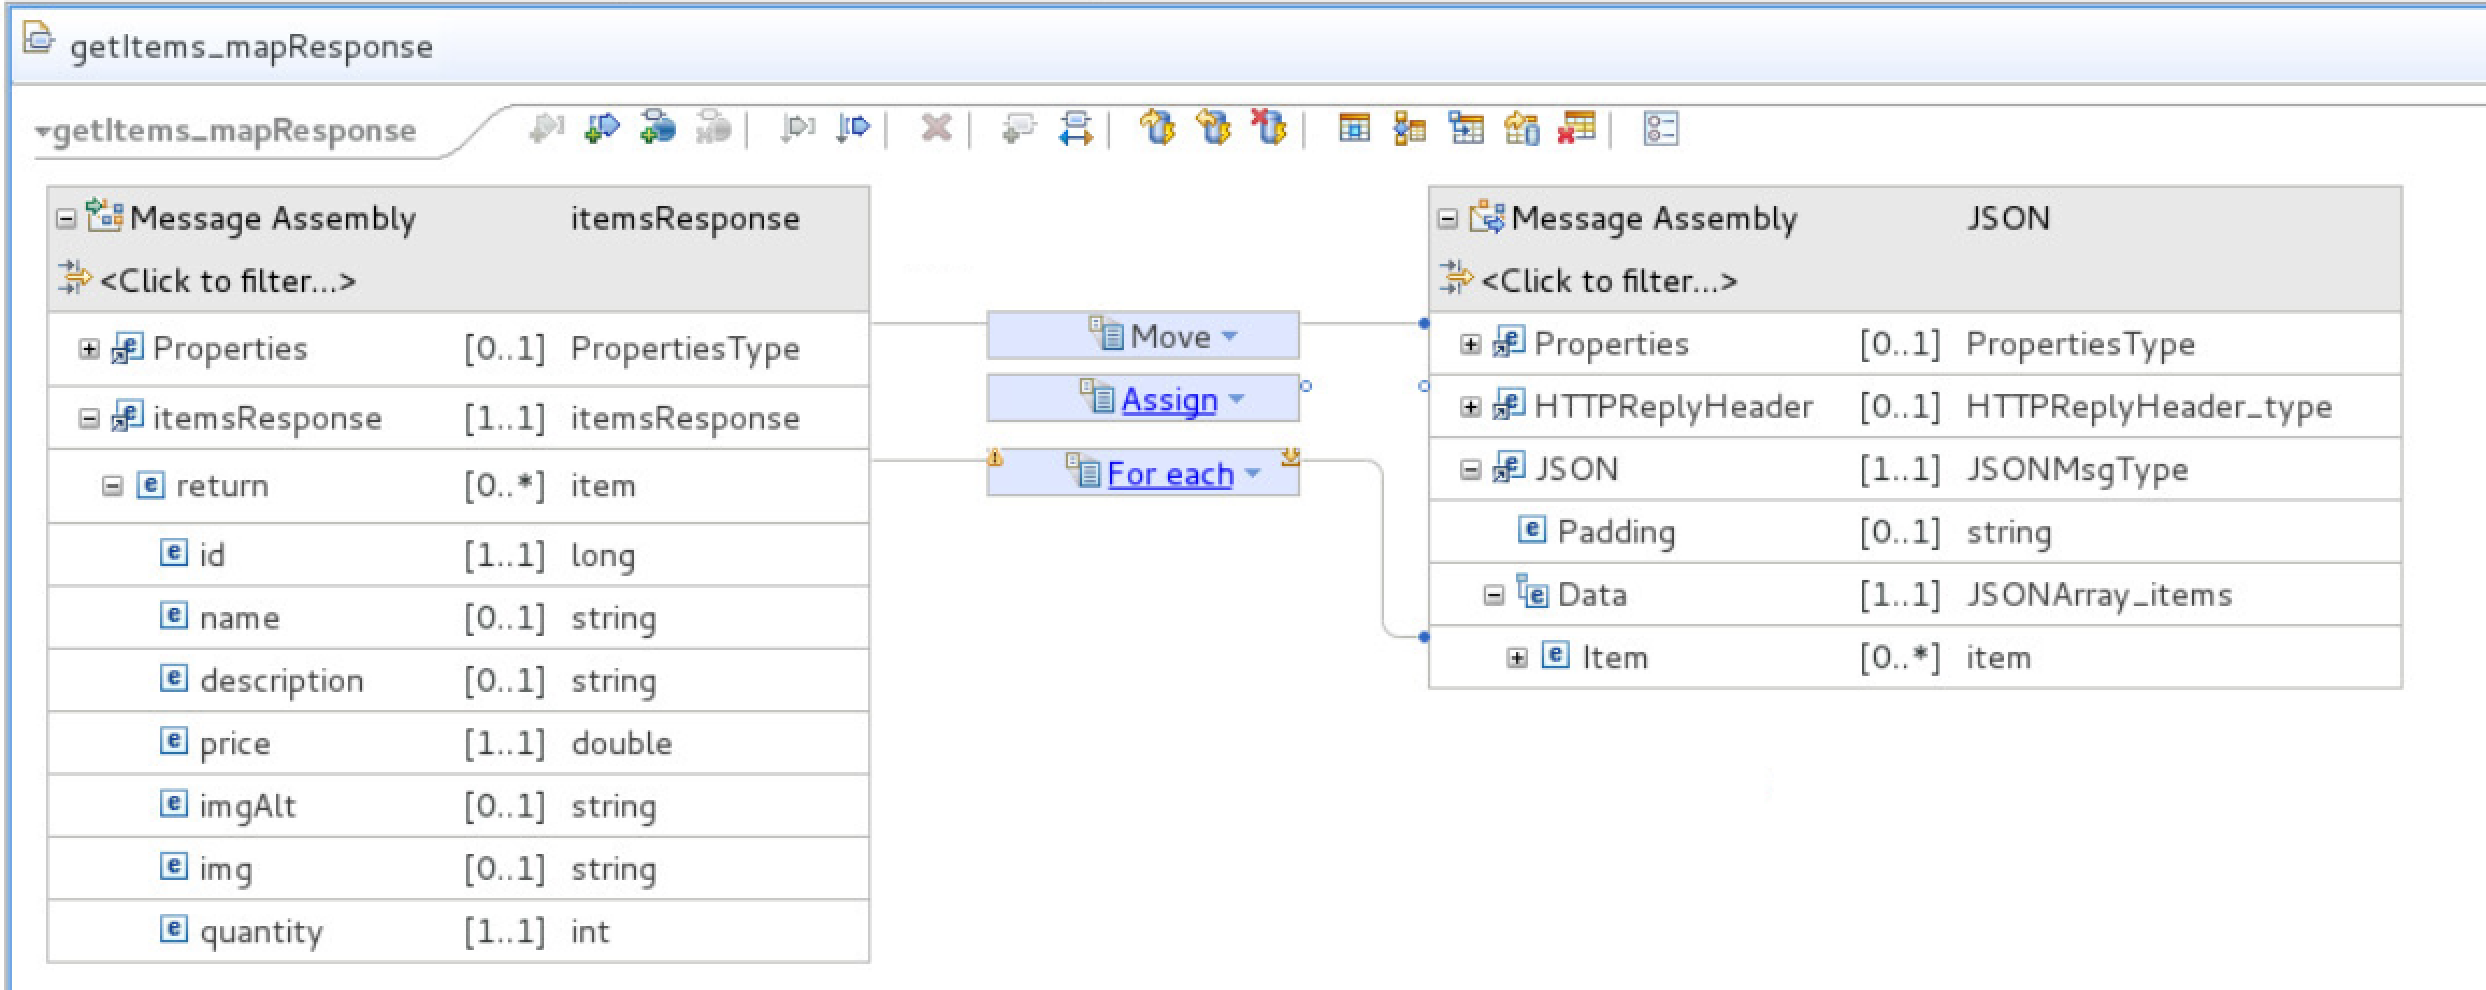 getItems_mapResponse
getItems_mapResponse
Message Assembly itemsResponse
<Click to filter...>
Properties [0..1] PropertiesType
itemsResponse [1..1] itemsResponse
return [0..*] item
id [1..1] long
name [0..1] string
description [0..1] string
price [1..1] double
imgAlt [0..1] string
img [0..1] string
quantity [1..1] int
Move
Assign
For each
Message Assembly JSON
<Click to filter...>
Properties [0..1] PropertiesType
HTTPReplyHeader [0..1] HTTPReplyHeader_type
JSON [1..1] JSONMsgType
Padding [0..1] string
Data [1..1] JSONArray_items
Item [0..*] item